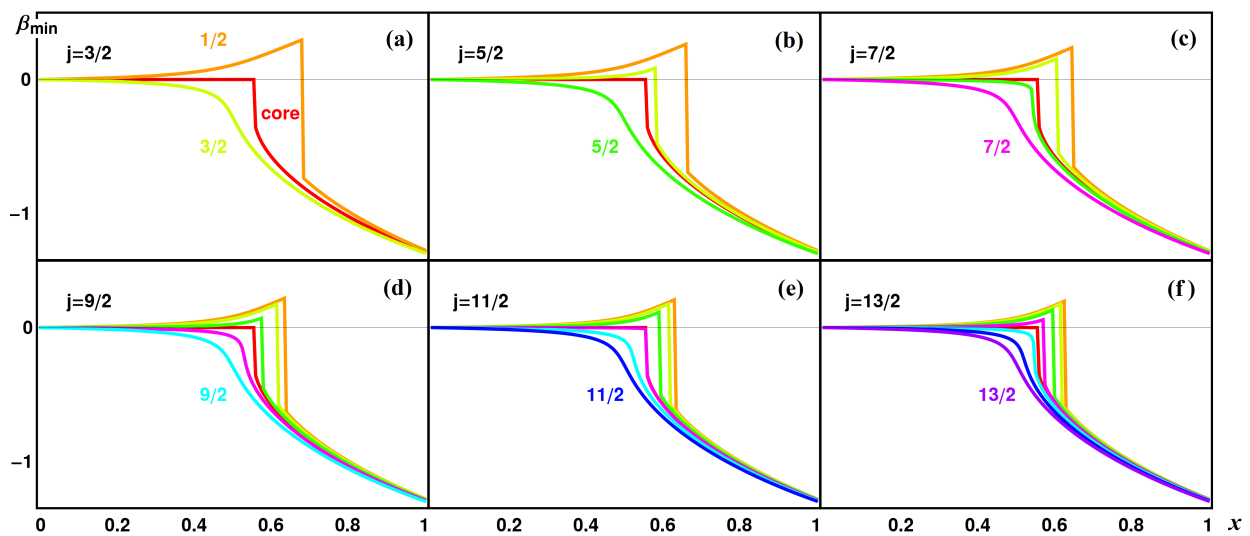 βmin
j=3/2 1/2 (a) j=5/2 (b) j=7/2 (c)
0
core
3/2 5/2 7/2
−1
j=9/2 (d) j=11/2 (e) j=13/2 (f)
0
9/2 11/2 13/2
−1
0 0.2 0.4 0.6 0.8 1 0.2 0.4 0.6 0.8 1 0.2 0.4 0.6 0.8 1 x